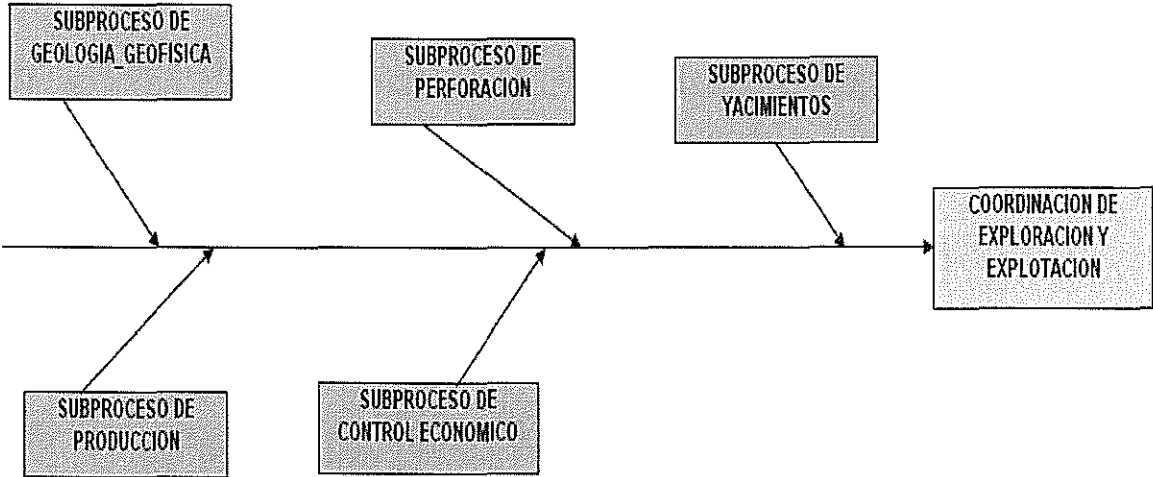 SUBPROCESO DE
GEOLOGIA_GEOFISICA
SUBPROCESO DE
PERFORACION
SUBPROCESO DE
YACIMIENTOS
COORDINACION DE
EXPLORACION Y
EXPLOTACION
SUBPROCESO DE
PRODUCCION
SUBPROCESO DE
CONTROL ECONOMICO